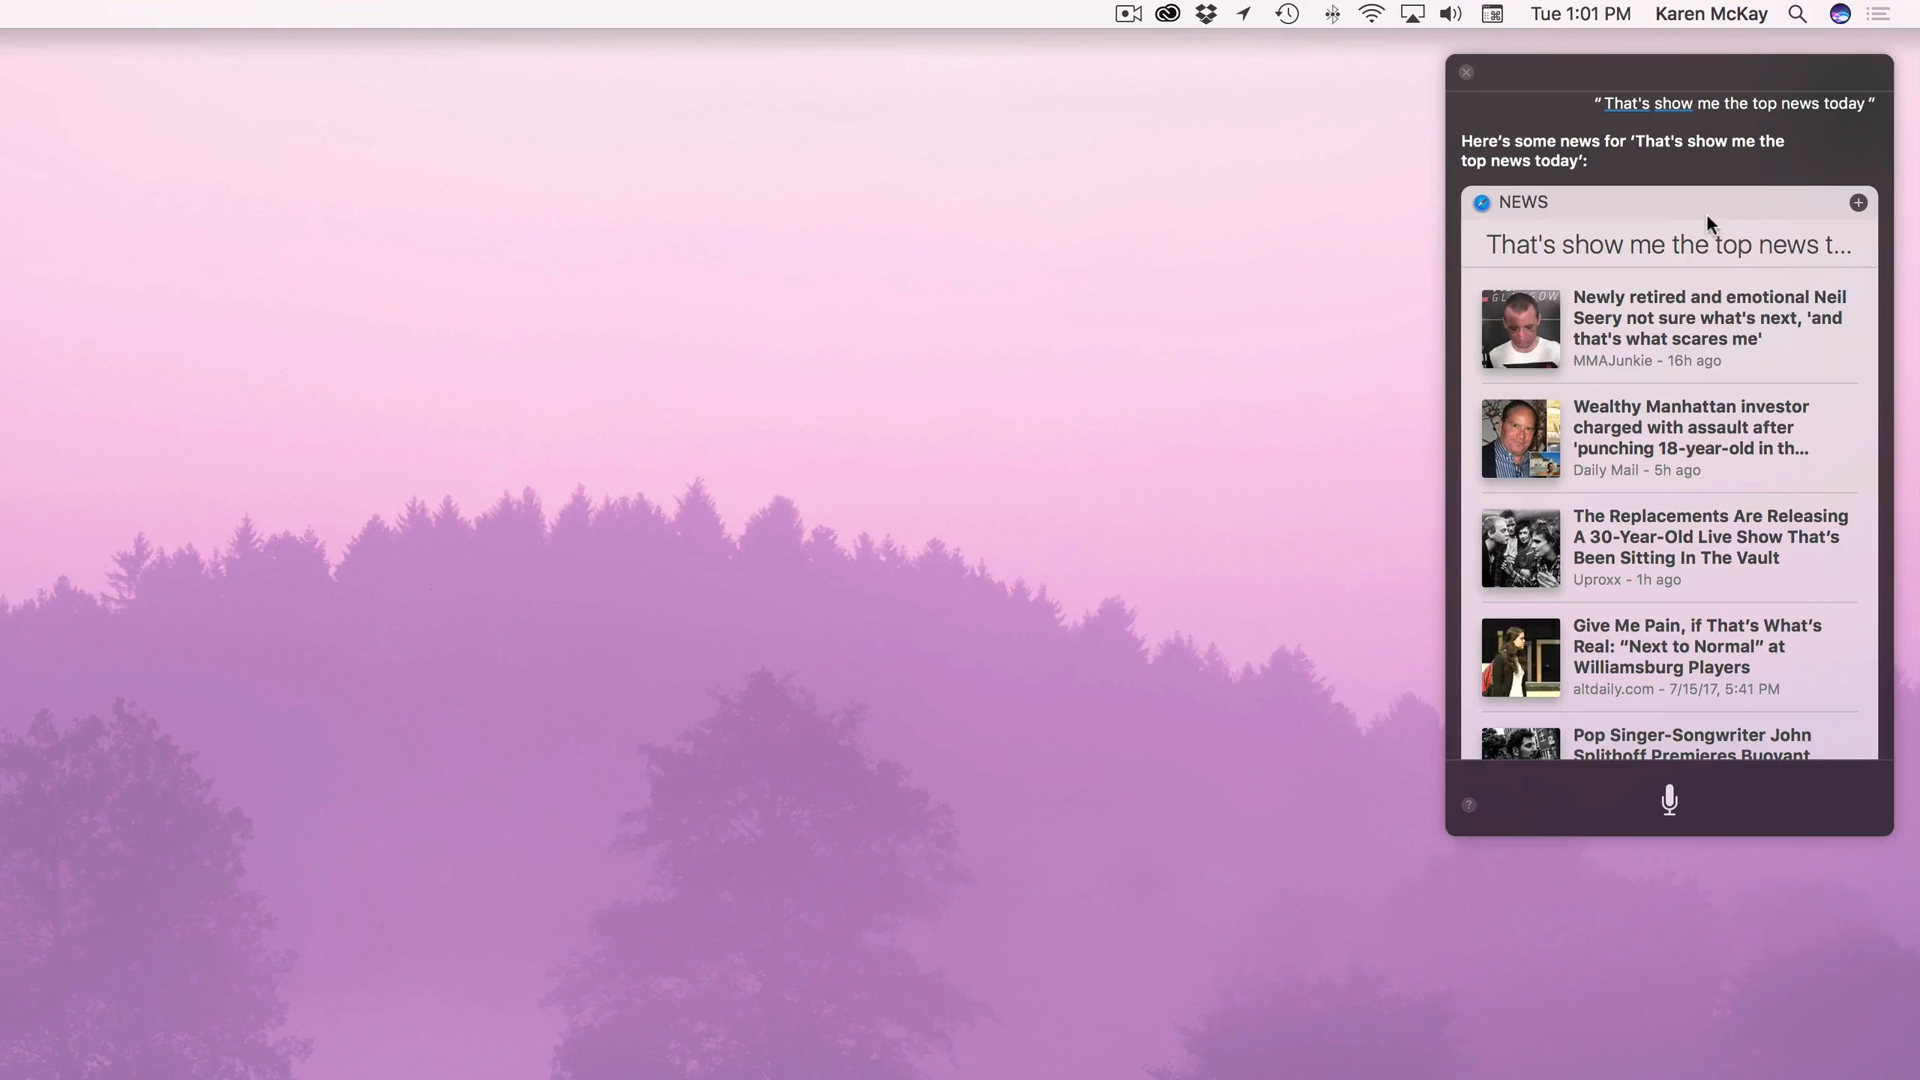 Tue 1:01 PM Karen McKay
“ That's show me the top news today ”
Here’s some news for ‘That's show me the
top news today’:
NEWS
That's show me the top news t...
GLASGOW
Newly retired and emotional Neil
Seery not sure what's next, 'and
that's what scares me'
MMAJunkie - 16h ago
Wealthy Manhattan investor
charged with assault after
'punching 18-year-old in th...
Daily Mail - 5h ago
The Replacements Are Releasing
A 30-Year-Old Live Show That’s
Been Sitting In The Vault
Uproxx - 1h ago
Give Me Pain, if That’s What’s
Real: “Next to Normal” at
Williamsburg Players
altdaily.com - 7/15/17, 5:41 PM
Pop Singer-Songwriter John
Splithoff Premieres Buoyant
?